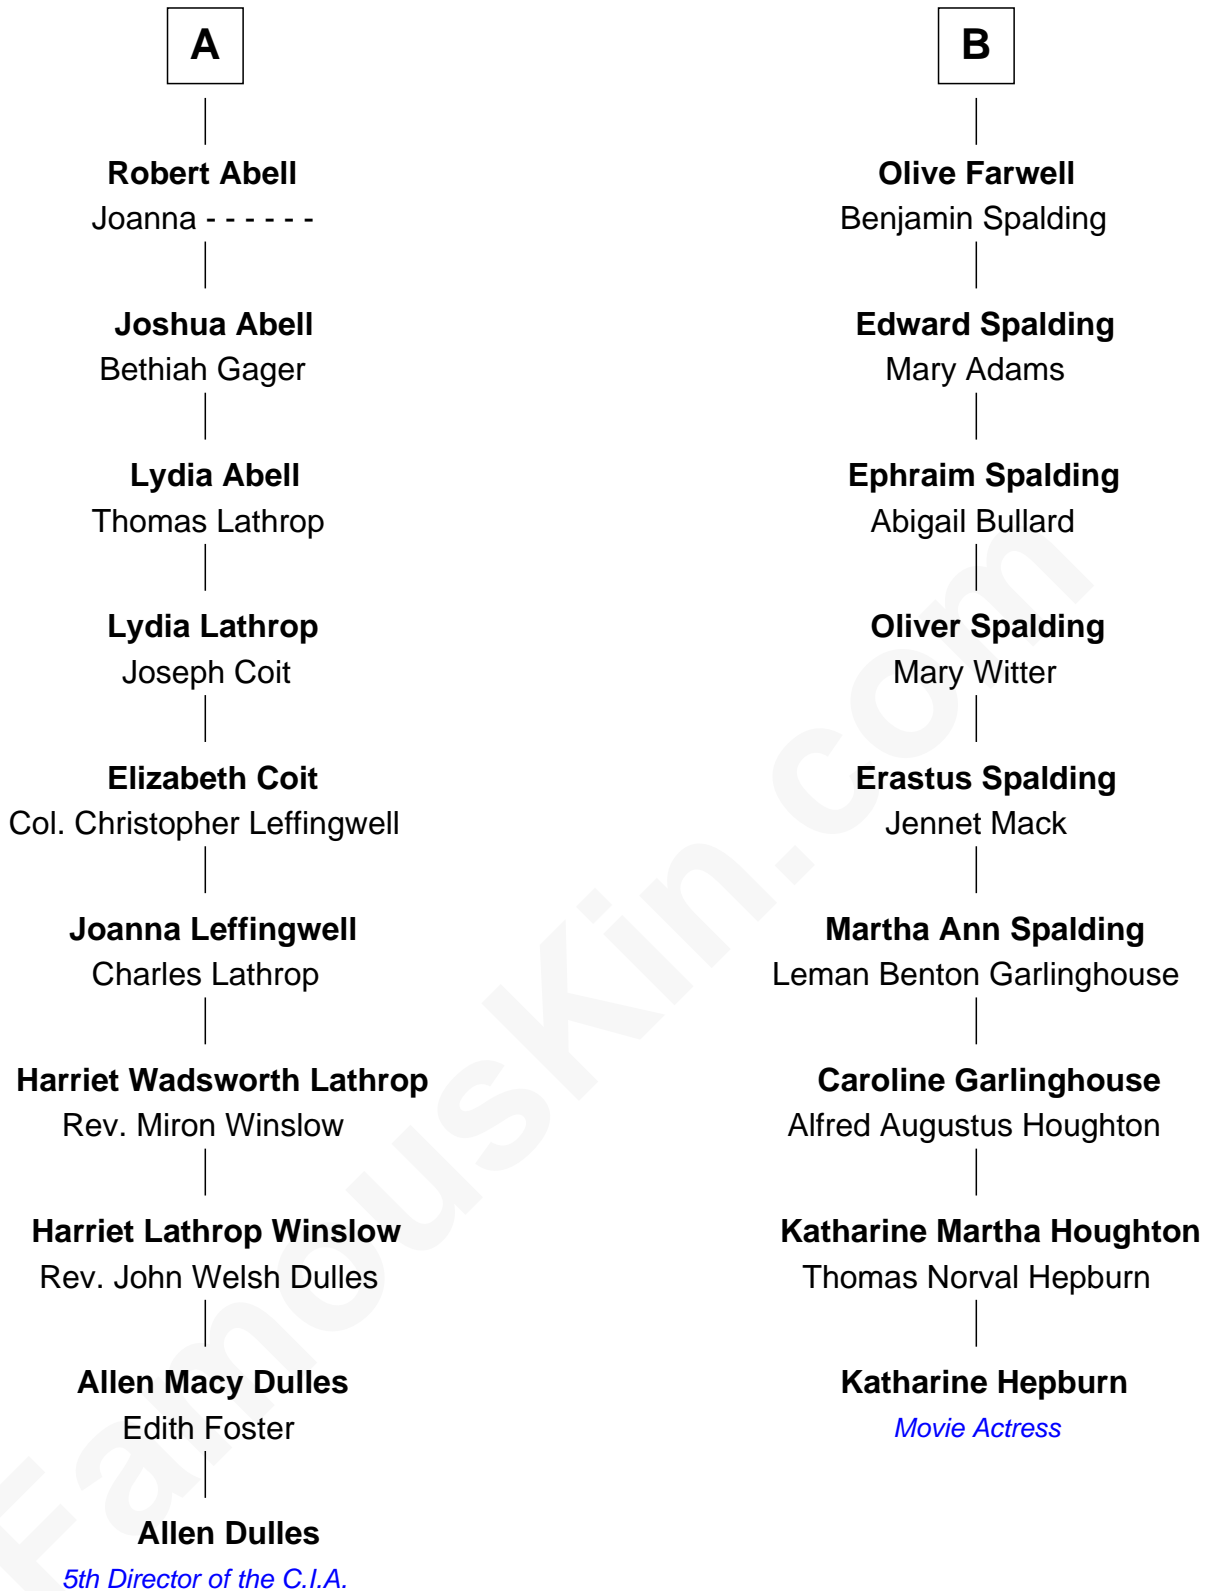 A
Robert Abell
Joanna - - - - - -
Joshua Abell
Bethiah Gager
Lydia Abell
Thomas Lathrop
Lydia Lathrop
Joseph Coit
Elizabeth Coit
Col. Christopher Leffingwell
Joanna Leffingwell
Charles Lathrop
Harriet Wadsworth Lathrop
Rev. Miron Winslow
Harriet Lathrop Winslow
Rev. John Welsh Dulles
Allen Macy Dulles
Edith Foster
Allen Dulles
5th Director of the C.I.A.
B
Olive Farwell
Benjamin Spalding
Edward Spalding
Mary Adams
Ephraim Spalding
Abigail Bullard
Oliver Spalding
Mary Witter
Erastus Spalding
Jennet Mack
Martha Ann Spalding
Leman Benton Garlinghouse
Caroline Garlinghouse
Alfred Augustus Houghton
Katharine Martha Houghton
Thomas Norval Hepburn
Katharine Hepburn
Movie Actress
FamousKin.com